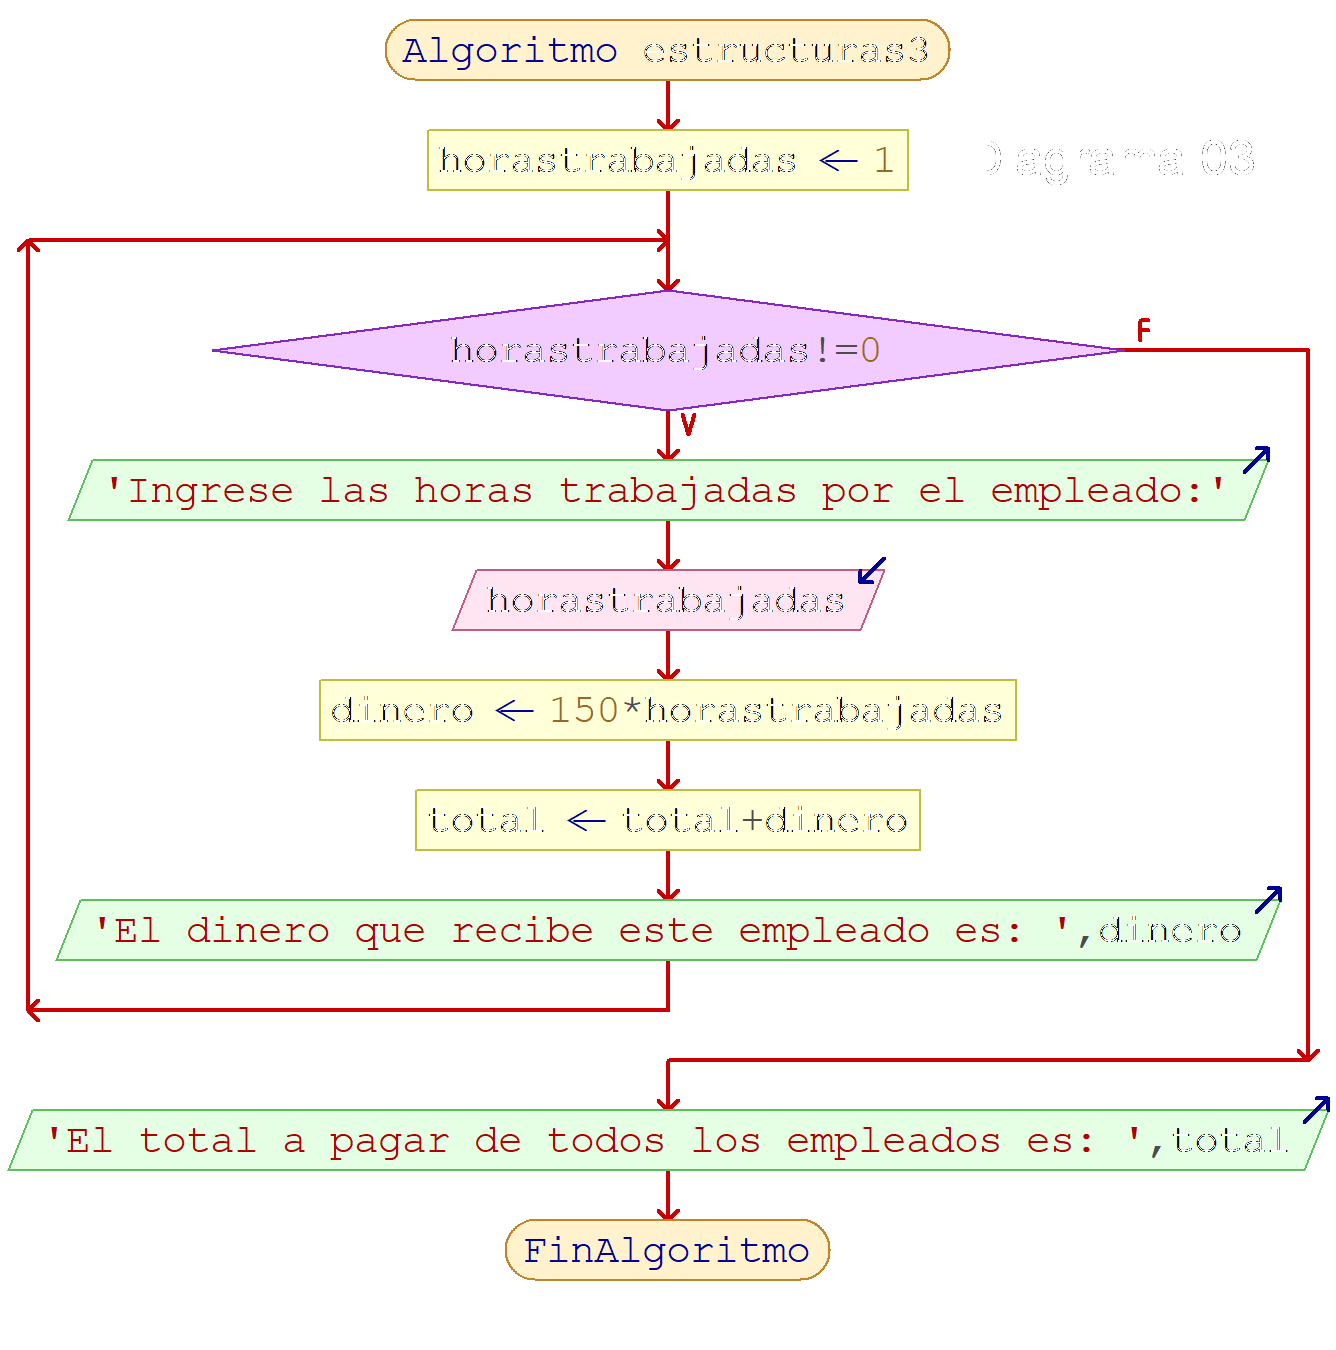 Algoritmo estructuras3
horastrabajadas ← 1
Diagrama 03
horastrabajadas!=0
F
V
'Ingrese las horas trabajadas por el empleado:'
horastrabajadas
dinero ← 150*horastrabajadas
total ← total+dinero
'El dinero que recibe este empleado es: ',dinero
'El total a pagar de todos los empleados es: ',total
FinAlgoritmo